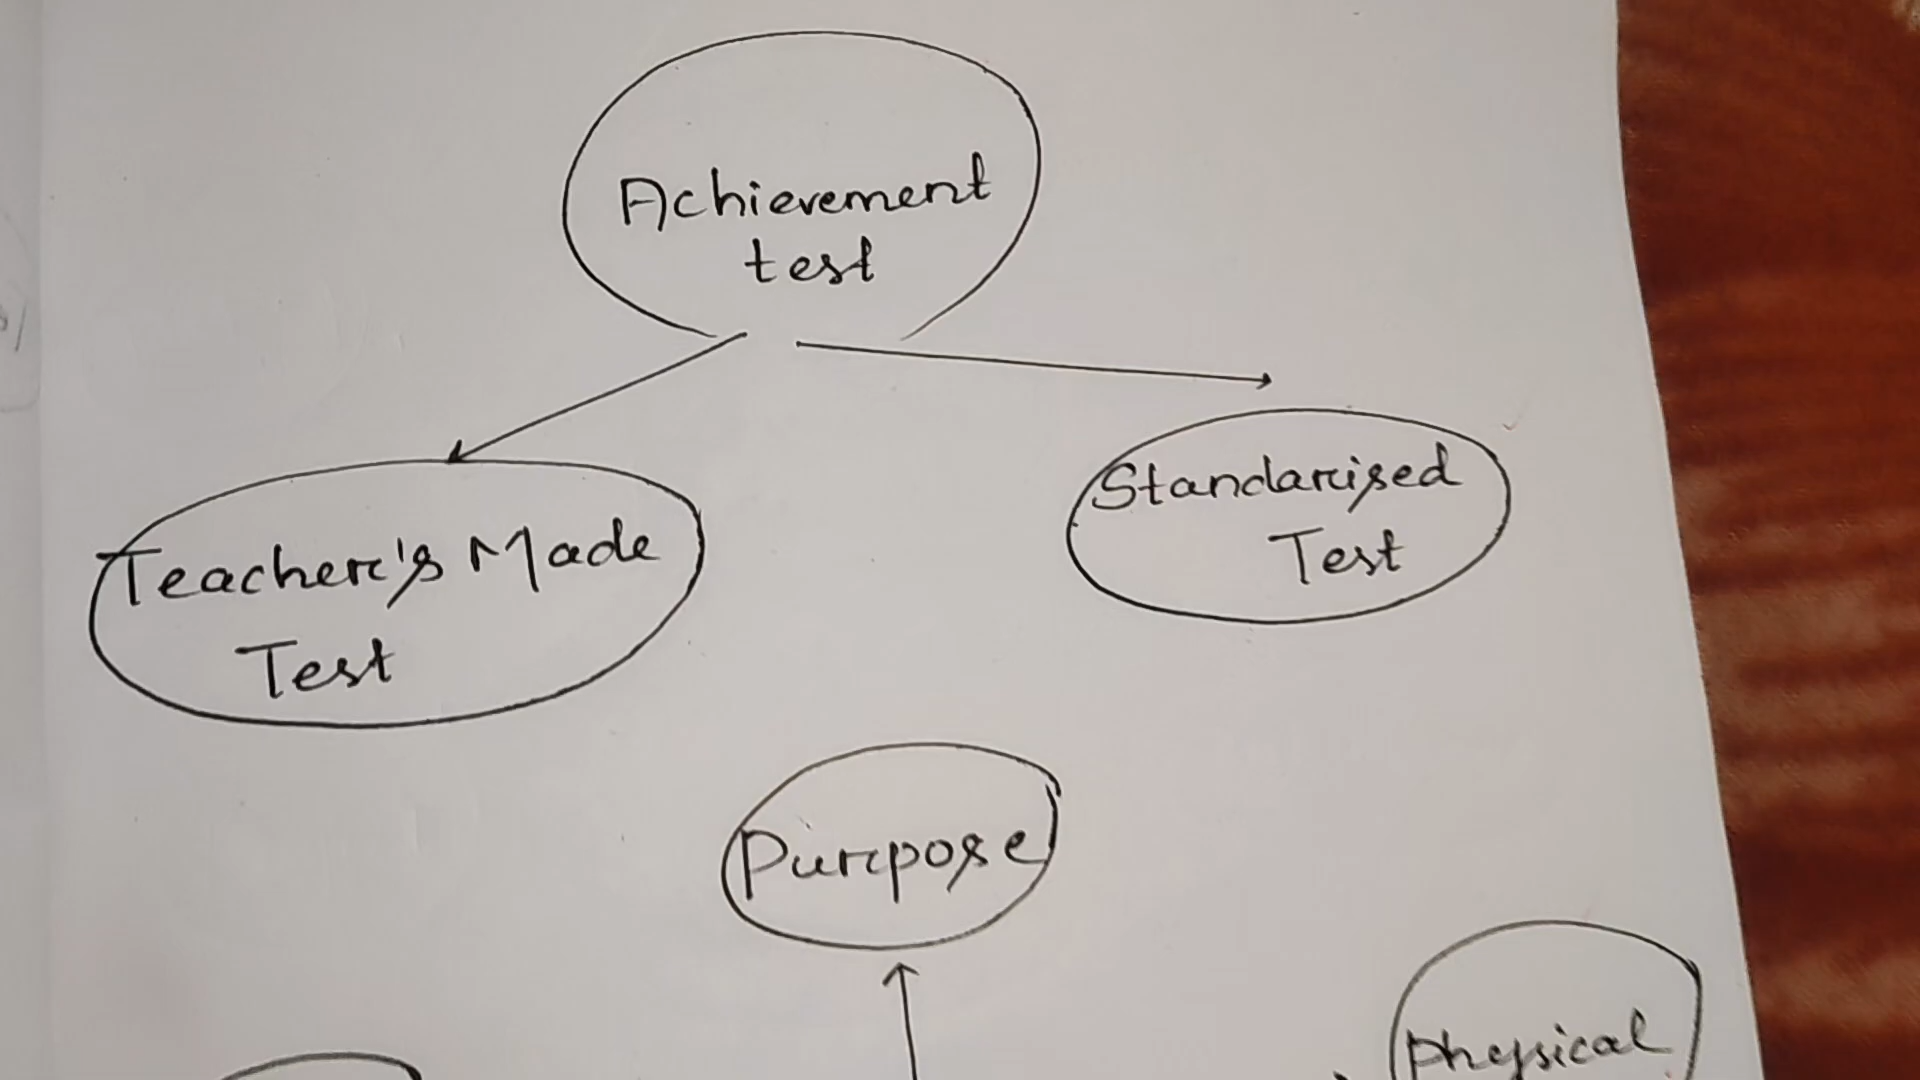 Achievement
test
Teacher's Made
Test
Standarised
Test
Purpose
Physical